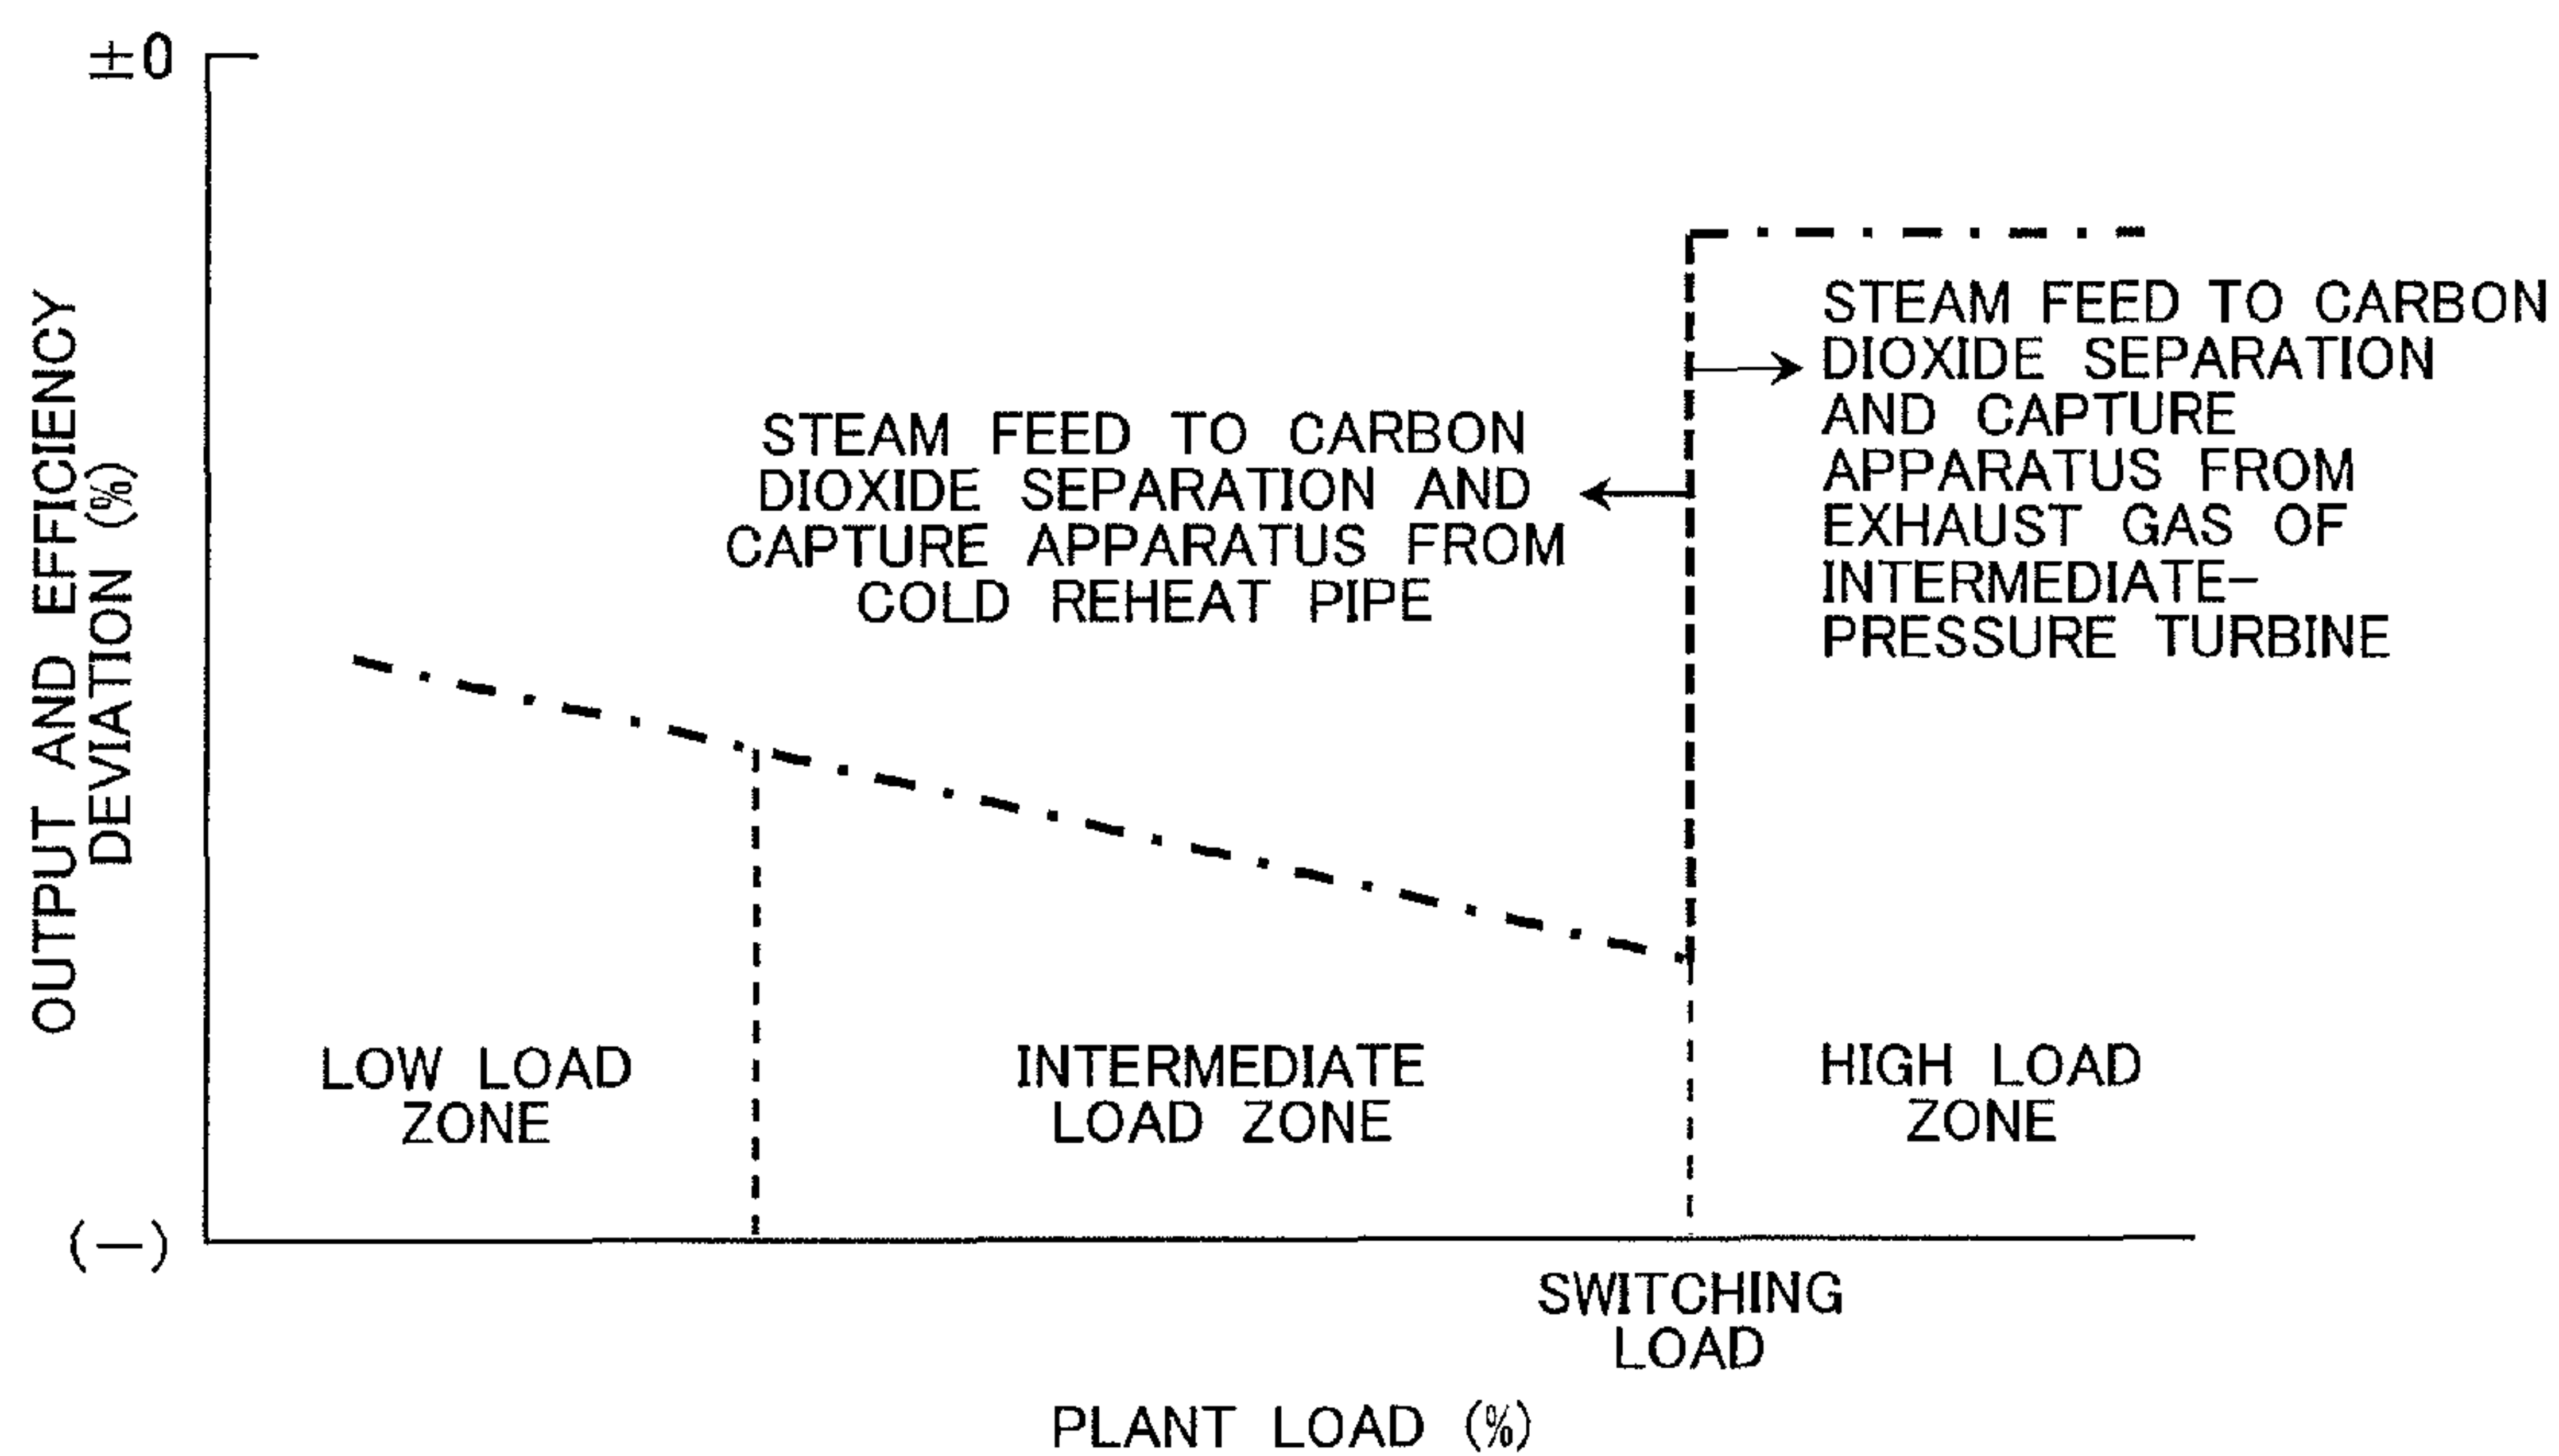 ±0
OUTPUT AND EFFICIENCY
DEVIATION (%)
(−)
STEAM FEED TO CARBON
DIOXIDE SEPARATION AND
CAPTURE APPARATUS FROM
COLD REHEAT PIPE
STEAM FEED TO CARBON
DIOXIDE SEPARATION
AND CAPTURE
APPARATUS FROM
EXHAUST GAS OF
INTERMEDIATE-
PRESSURE TURBINE
LOW LOAD
ZONE
INTERMEDIATE
LOAD ZONE
HIGH LOAD
ZONE
SWITCHING
LOAD
PLANT LOAD (%)